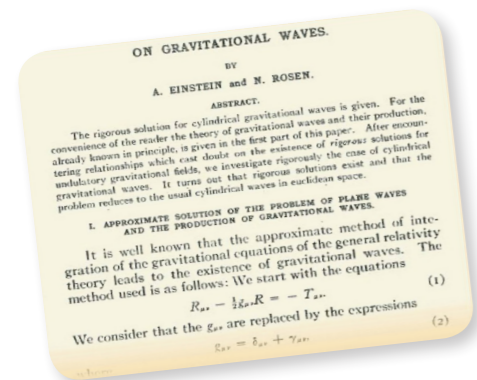 ON GRAVITATIONAL WAVES.
BY
A. EINSTEIN and N. ROSEN.
ABSTRACT.
The rigorous solution for cylindrical gravitational waves is given. For the
convenience of the reader the theory of gravitational waves and their production,
already known in principle, is given in the first part of this paper. After encoun-
tering relationships which cast doubt on the existence of rigorous solutions for
undulatory gravitational fields, we investigate rigorously the case of cylindrical
gravitational waves. It turns out that rigorous solutions exist and that the
problem reduces to the usual cylindrical waves in euclidean space.
I. APPROXIMATE SOLUTION OF THE PROBLEM OF PLANE WAVES
AND THE PRODUCTION OF GRAVITATIONAL WAVES.
It is well known that the approximate method of inte-
gration of the gravitational equations of the general relativity
theory leads to the existence of gravitational waves. The
method used is as follows: We start with the equations
Rμν − ½gμνR = − Tμν. (1)
We consider that the gμν are replaced by the expressions
gμν = δμν + γμν, (2)